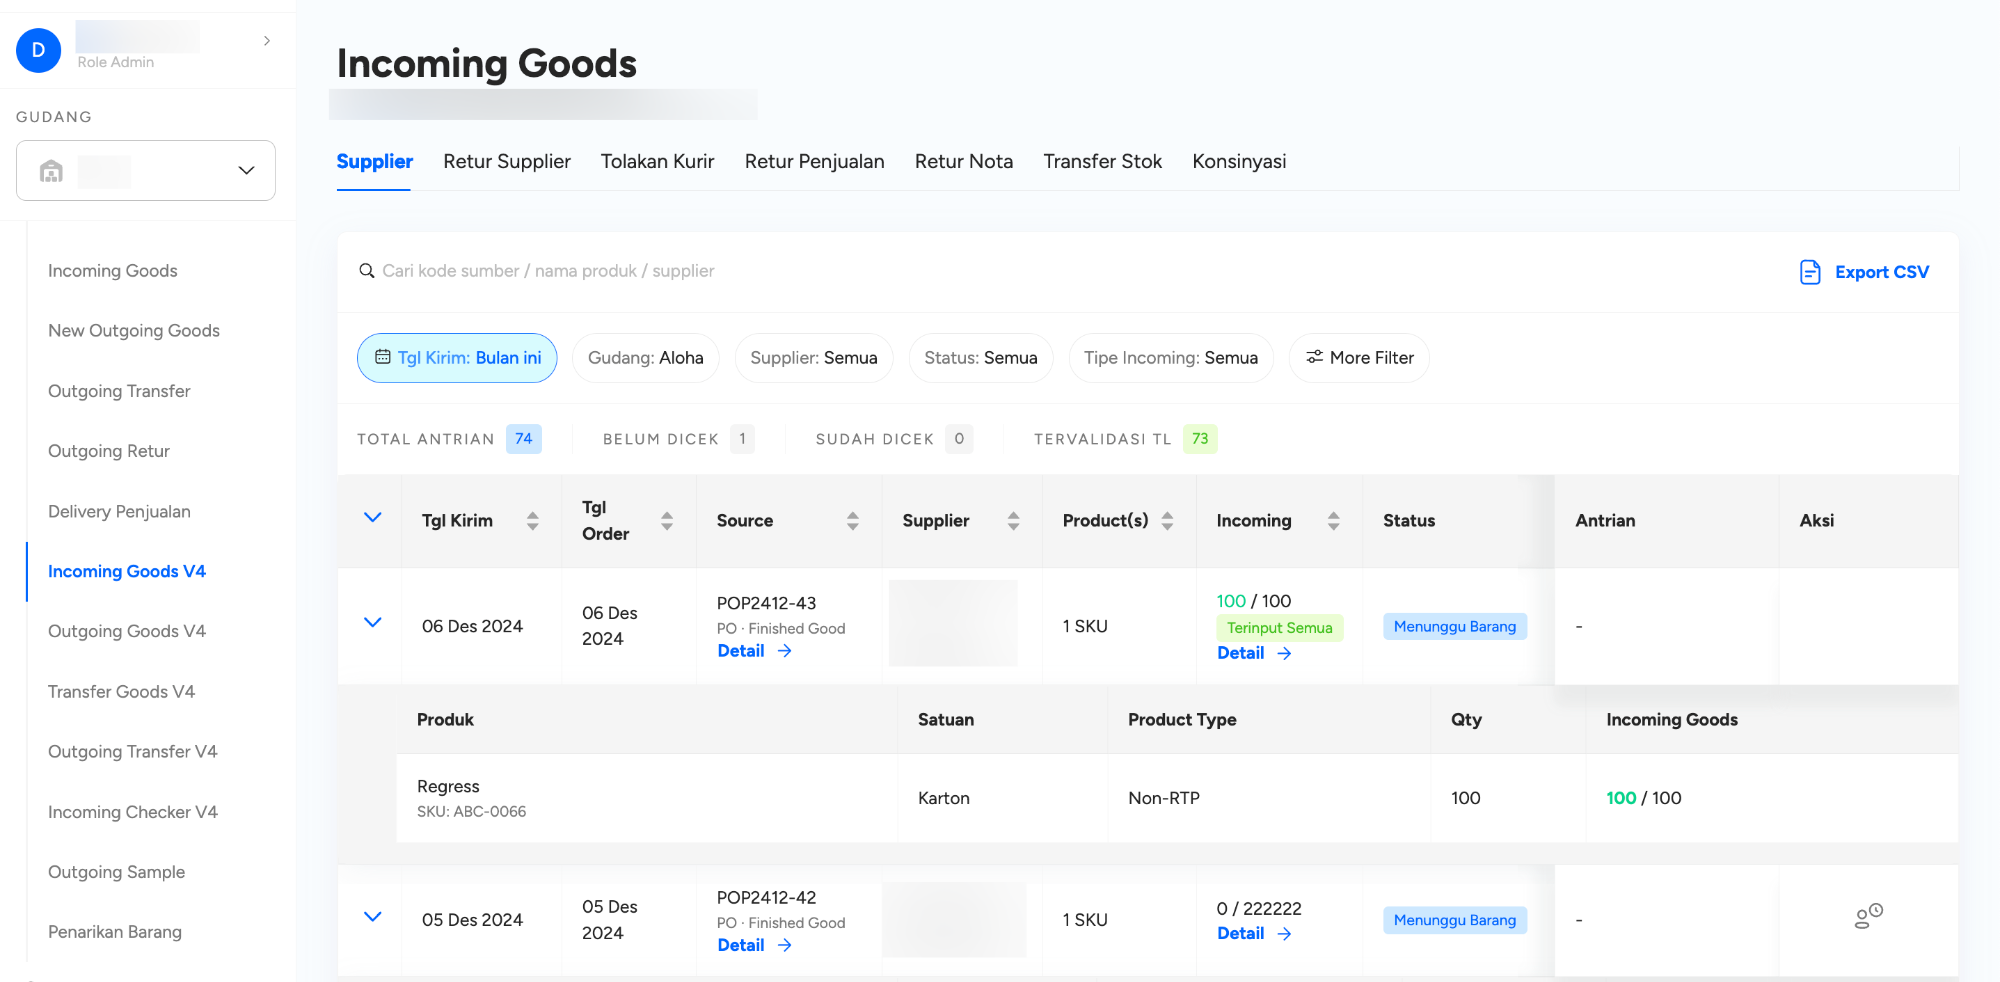 D
Role Admin
GUDANG
Incoming Goods
New Outgoing Goods
Outgoing Transfer
Outgoing Retur
Delivery Penjualan
Incoming Goods V4
Outgoing Goods V4
Transfer Goods V4
Outgoing Transfer V4
Incoming Checker V4
Outgoing Sample
Penarikan Barang
Incoming Goods
Supplier Retur Supplier Tolakan Kurir Retur Penjualan Retur Nota Transfer Stok Konsinyasi
Cari kode sumber / nama produk / supplier
Export CSV
Tgl Kirim: Bulan ini Gudang: Aloha Supplier: Semua Status: Semua Tipe Incoming: Semua More Filter
TOTAL ANTRIAN 74 BELUM DICEK 1 SUDAH DICEK 0 TERVALIDASI TL 73
Tgl Kirim Tgl Order Source Supplier Product(s) Incoming Status Antrian Aksi
06 Des 2024
06 Des
2024
POP2412-43
PO · Finished Good
Detail
1 SKU
100 / 100
Terinput Semua
Detail
Menunggu Barang
-
Produk Satuan Product Type Qty Incoming Goods
Regress
SKU: ABC-0066
Karton
Non-RTP
100
100 / 100
05 Des 2024
05 Des
2024
POP2412-42
PO · Finished Good
Detail
1 SKU
0 / 222222
Detail
Menunggu Barang
-